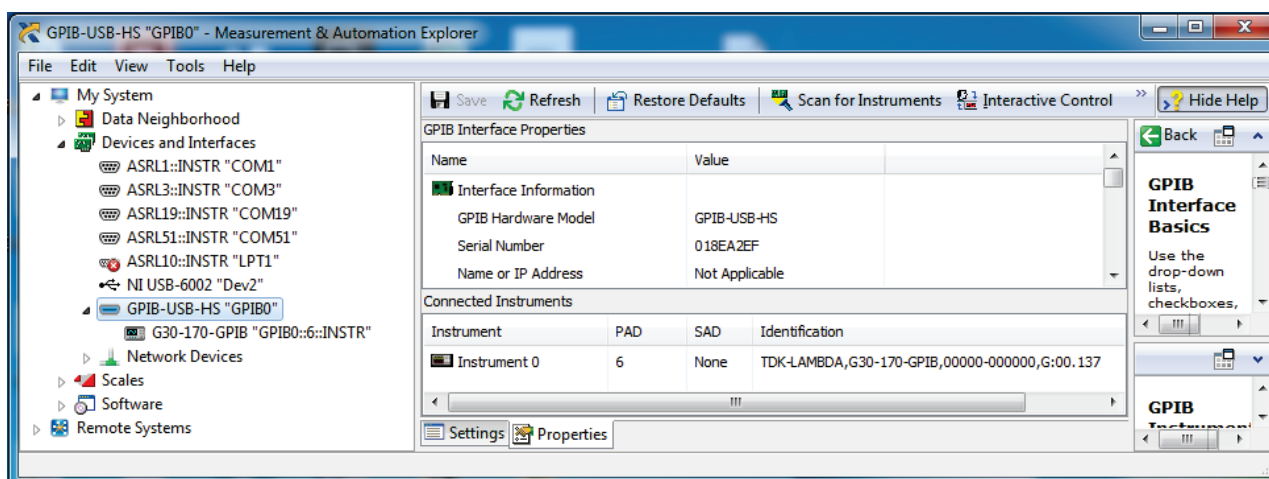 GPIB-USB-HS "GPIB0" - Measurement & Automation Explorer
File Edit View Tools Help
My System
Data Neighborhood
Devices and Interfaces
ASRL1::INSTR "COM1"
ASRL3::INSTR "COM3"
ASRL19::INSTR "COM19"
ASRL51::INSTR "COM51"
ASRL10::INSTR "LPT1"
NI USB-6002 "Dev2"
GPIB-USB-HS "GPIB0"
G30-170-GPIB "GPIB0::6::INSTR"
Network Devices
Scales
Software
Remote Systems
Save Refresh Restore Defaults Scan for Instruments Interactive Control » Hide Help
GPIB Interface Properties
Name Value
Interface Information
GPIB Hardware Model GPIB-USB-HS
Serial Number 018EA2EF
Name or IP Address Not Applicable
Connected Instruments
Instrument PAD SAD Identification
Instrument 0 6 None TDK-LAMBDA,G30-170-GPIB,00000-000000,G:00.137
Settings Properties
Back
GPIB
Interface
Basics
Use the
drop-down
lists,
checkboxes,
GPIB